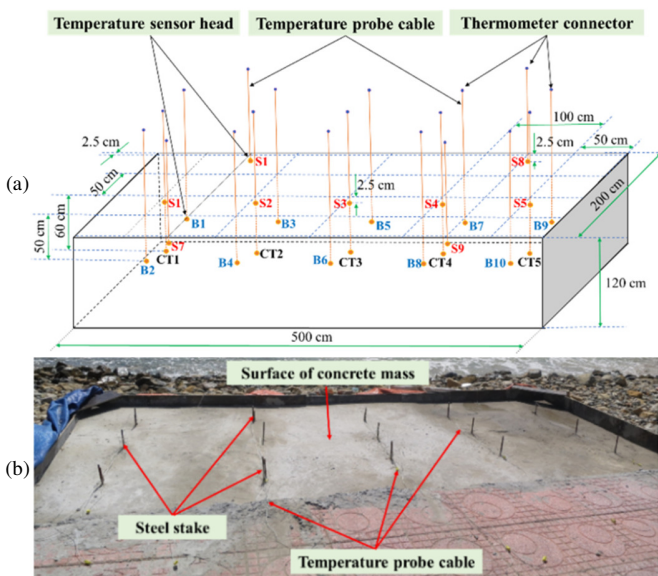 Temperature sensor head
Temperature probe cable
Thermometer connector
(a)
2.5 cm
100 cm
50 cm
S1
S8
2.5 cm
50 cm
S1
S2
2.5 cm
S3
S4
S5
200 cm
60 cm
50 cm
B1
B3
B5
B7
B9
S7
S9
B2
CT1
B4
CT2
B6
CT3
B8
CT4
B10
CT5
120 cm
500 cm
(b)
Surface of concrete mass
Steel stake
Temperature probe cable